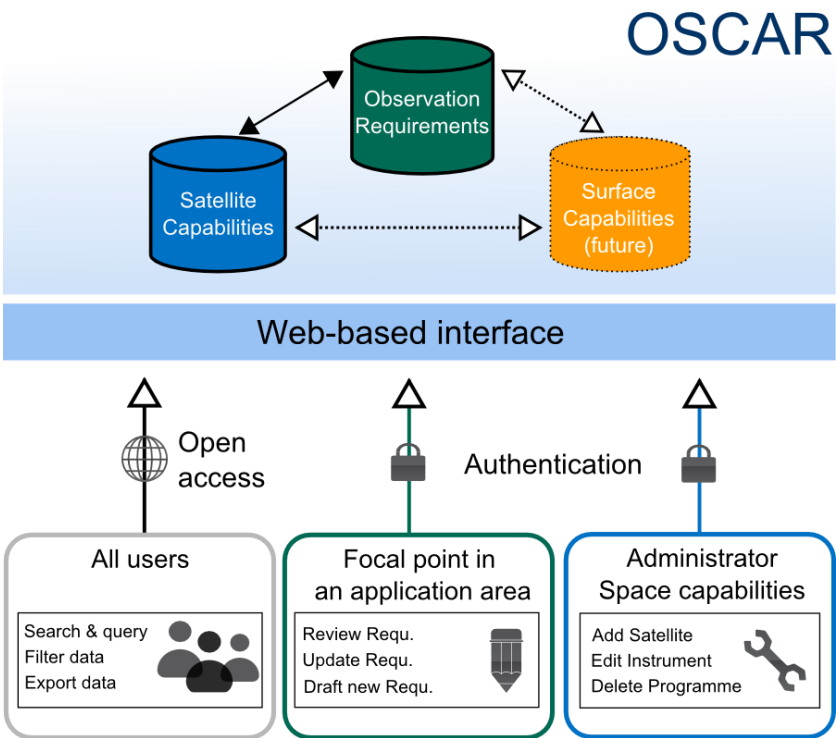 OSCAR
Observation
Requirements
Satellite
Capabilities
Surface
Capabilities
(future)
Web-based interface
Open
access
Authentication
All users
Search & query
Filter data
Export data
Focal point in
an application area
Review Requ.
Update Requ.
Draft new Requ.
Administrator
Space capabilities
Add Satellite
Edit Instrument
Delete Programme